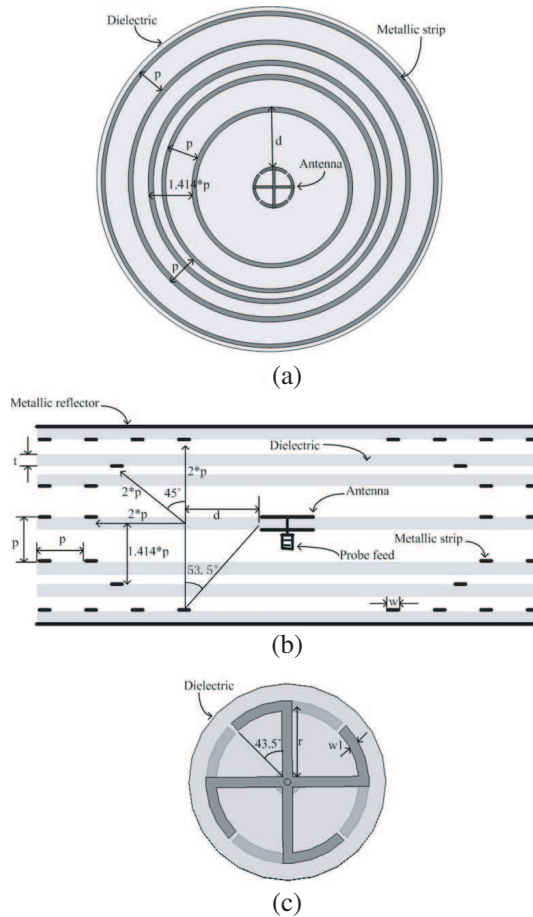 Dielectric
Metallic strip
p
d
p
Antenna
1.414*p
p
(a)
Metallic reflector
Dielectric
t
2*p
2*p
45°
Antenna
2*p
d
p
p
1.414*p
Probe feed
Metallic strip
53.5°
w
(b)
Dielectric
43.5°
r
w1
(c)